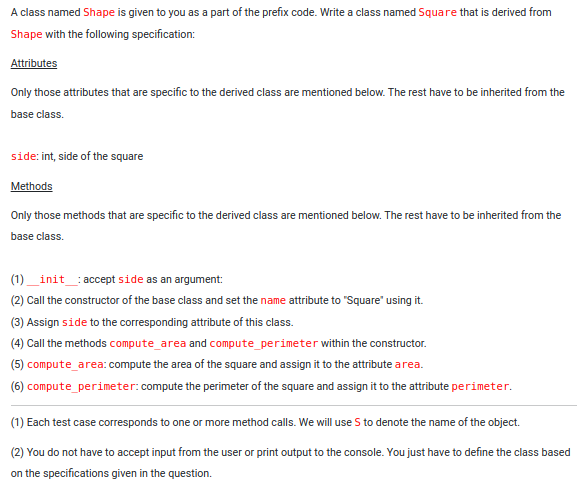 A class named Shape is given to you as a part of the prefix code. Write a class named Square that is derived from
Shape with the following specification:
Attributes
Only those attributes that are specific to the derived class are mentioned below. The rest have to be inherited from the
base class.
side: int, side of the square
Methods
Only those methods that are specific to the derived class are mentioned below. The rest have to be inherited from the
base class.
(1) __init__: accept side as an argument:
(2) Call the constructor of the base class and set the name attribute to "Square" using it.
(3) Assign side to the corresponding attribute of this class.
(4) Call the methods compute_area and compute_perimeter within the constructor.
(5) compute_area: compute the area of the square and assign it to the attribute area.
(6) compute_perimeter: compute the perimeter of the square and assign it to the attribute perimeter.
(1) Each test case corresponds to one or more method calls. We will use S to denote the name of the object.
(2) You do not have to accept input from the user or print output to the console. You just have to define the class based
on the specifications given in the question.